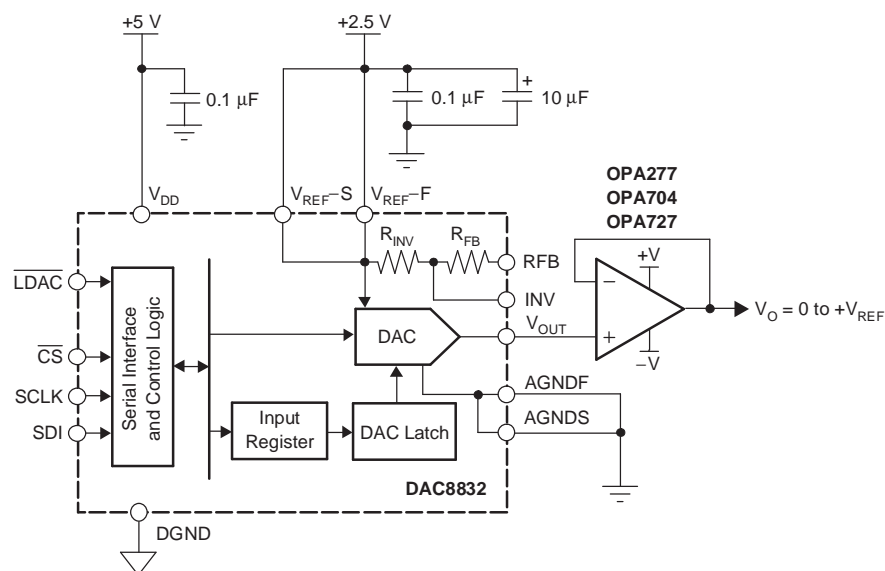 +5 V
+2.5 V
0.1 μF
0.1 μF
+
10 μF
OPA277
OPA704
OPA727
V_DD
V_REF−S
V_REF−F
R_INV
R_FB
RFB
INV
LDAC
CS
SCLK
SDI
Serial Interface
and Control Logic
DAC
V_OUT
−
+
+V
−V
V_O = 0 to +V_REF
AGNDF
AGNDS
Input
Register
DAC Latch
DAC8832
DGND